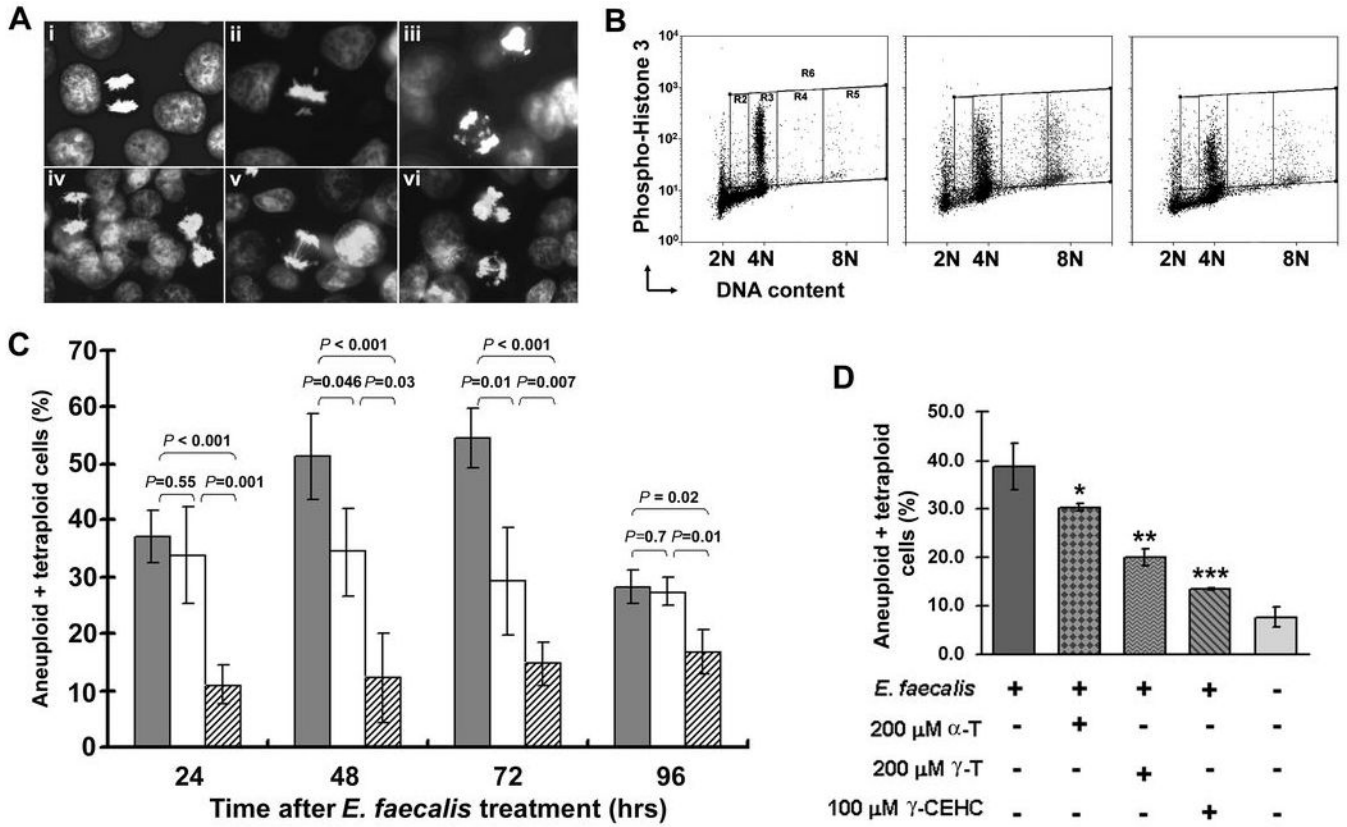 A
i
ii
iii
iv
v
vi
B
Phospho-Histone 3
10⁴
10³
10²
10¹
10⁰
R6
R2
R3
R4
R5
2N 4N 8N
2N 4N 8N
2N 4N 8N
DNA content
C
Aneuploid + tetraploid cells (%)
70
60
50
40
30
20
10
0
P < 0.001
P=0.55 P=0.001
P < 0.001
P=0.046 P=0.03
P < 0.001
P=0.01 P=0.007
P = 0.02
P=0.7 P=0.01
24 48 72 96
Time after E. faecalis treatment (hrs)
D
Aneuploid + tetraploid
cells (%)
50.0
40.0
30.0
20.0
10.0
0.0
*
**
***
E. faecalis + + + + -
200 µM α-T - + - - -
200 µM γ-T - - + - -
100 µM γ-CEHC - - - + -